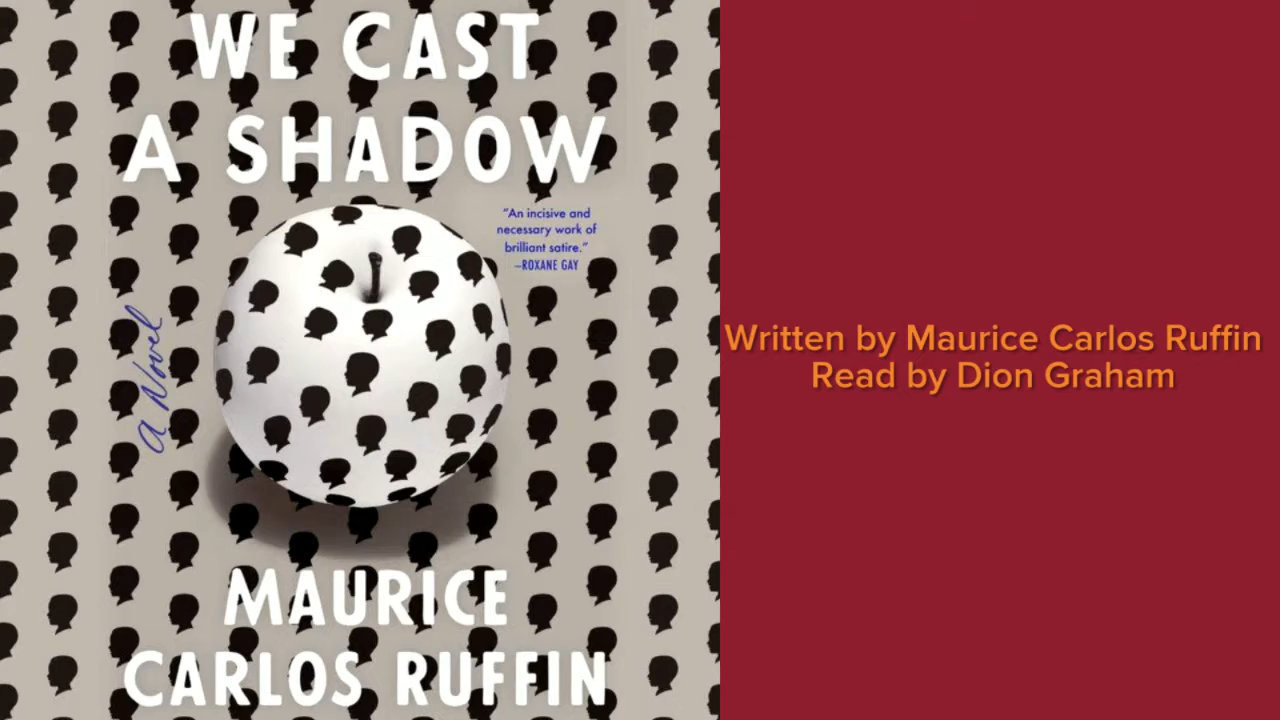 WE CAST
A SHADOW
"An incisive and
necessary work of
brilliant satire."
—ROXANE GAY
a Novel
MAURICE
CARLOS RUFFIN
Written by Maurice Carlos Ruffin
Read by Dion Graham